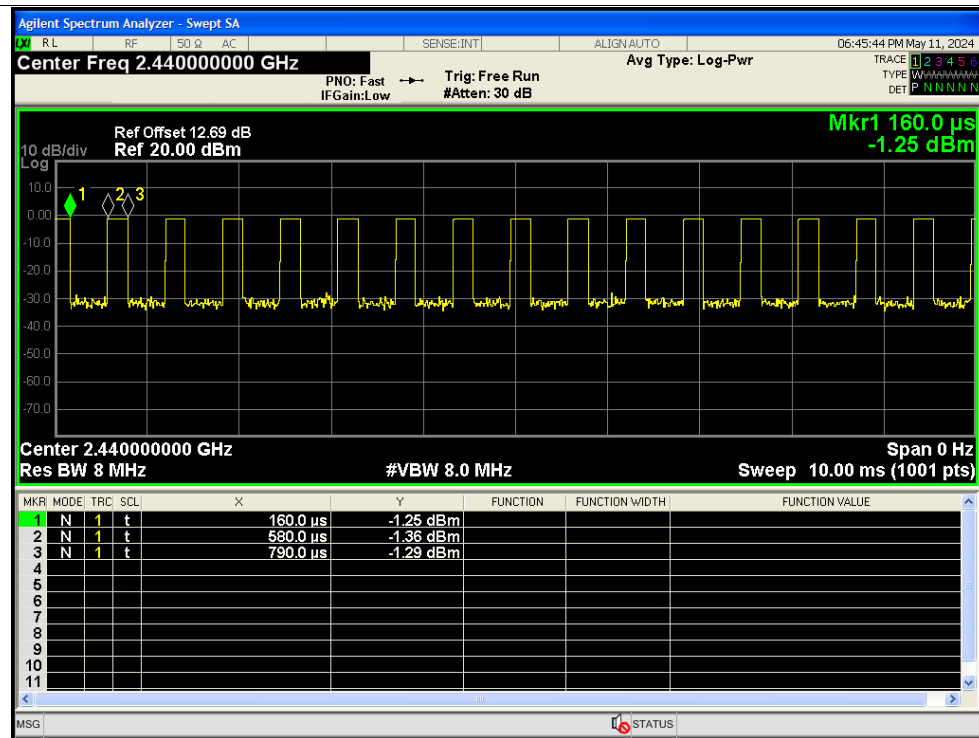 Agilent Spectrum Analyzer - Swept SA
LXI RL RF 50 Ω AC SENSE:INT ALIGN AUTO 06:45:44 PM May 11, 2024
Center Freq 2.440000000 GHz Avg Type: Log-Pwr TRACE 1 2 3 4 5 6
PNO: Fast Trig: Free Run TYPE
IFGain:Low #Atten: 30 dB DET P N N N N N
Mkr1 160.0 µs
Ref Offset 12.69 dB
10 dB/div Ref 20.00 dBm -1.25 dBm
Log
10.0
1 2 3
0.00
-10.0
-20.0
-30.0
-40.0
-50.0
-60.0
-70.0
Center 2.440000000 GHz Span 0 Hz
Res BW 8 MHz #VBW 8.0 MHz Sweep 10.00 ms (1001 pts)
MKR MODE TRC SCL X Y FUNCTION FUNCTION WIDTH FUNCTION VALUE
1 N 1 t 160.0 µs -1.25 dBm
2 N 1 t 580.0 µs -1.36 dBm
3 N 1 t 790.0 µs -1.29 dBm
4
5
6
7
8
9
10
11
MSG STATUS